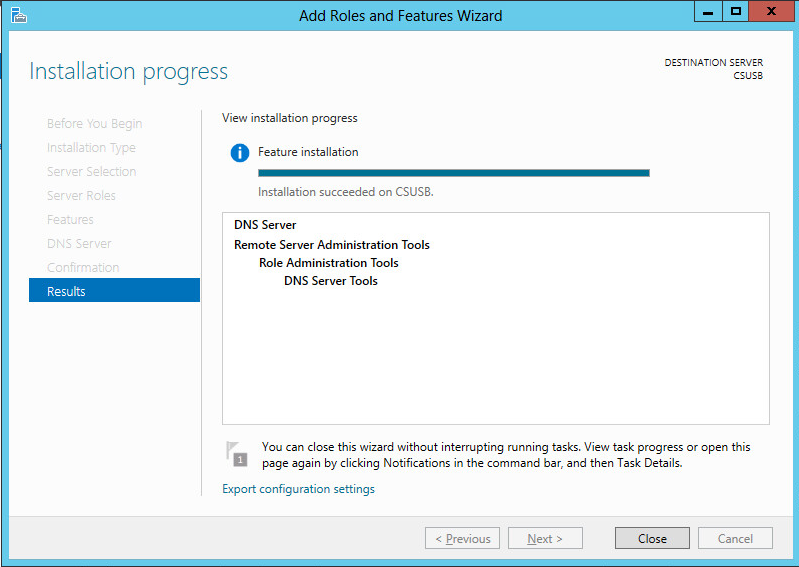 Add Roles and Features Wizard
Installation progress
DESTINATION SERVER
CSUSB
Before You Begin
Installation Type
Server Selection
Server Roles
Features
DNS Server
Confirmation
Results
View installation progress
Feature installation
Installation succeeded on CSUSB.
DNS Server
Remote Server Administration Tools
Role Administration Tools
DNS Server Tools
1
You can close this wizard without interrupting running tasks. View task progress or open this
page again by clicking Notifications in the command bar, and then Task Details.
Export configuration settings
< Previous
Next >
Close
Cancel